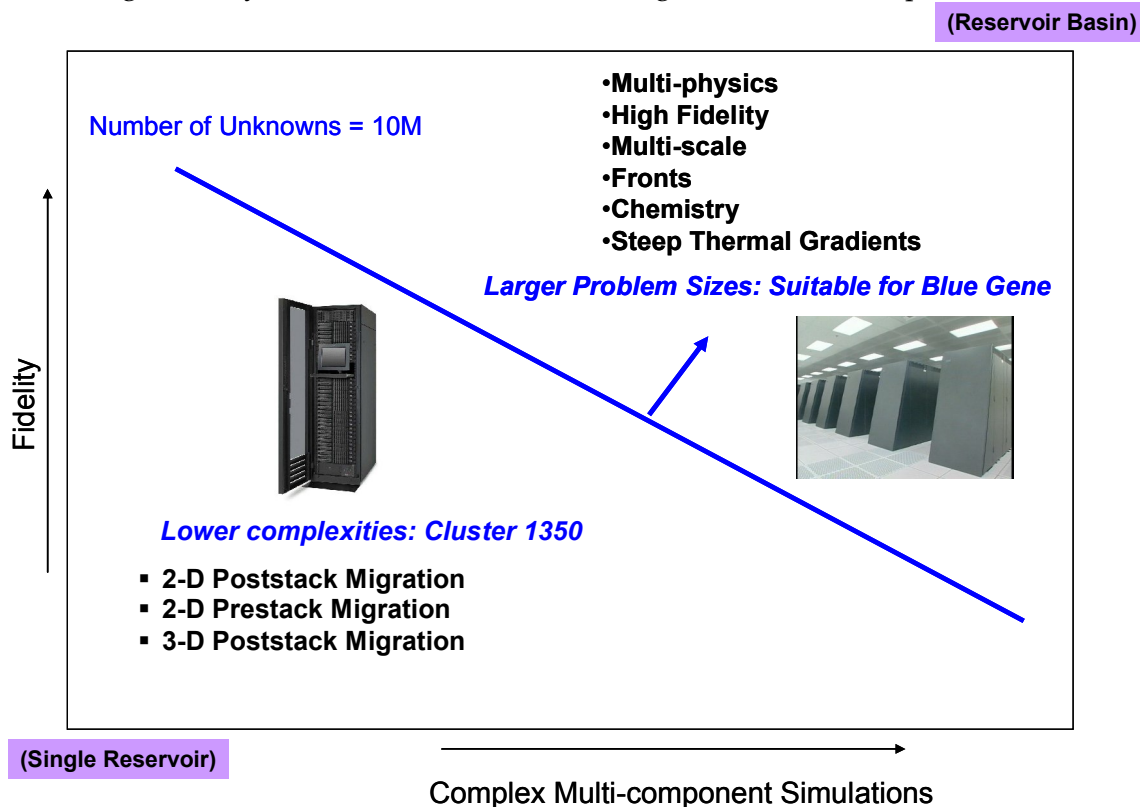 (Reservoir Basin)
•Multi-physics
•High Fidelity
•Multi-scale
•Fronts
•Chemistry
•Steep Thermal Gradients
Number of Unknowns = 10M
Larger Problem Sizes: Suitable for Blue Gene
Fidelity
Lower complexities: Cluster 1350
▪ 2-D Poststack Migration
▪ 2-D Prestack Migration
▪ 3-D Poststack Migration
(Single Reservoir)
Complex Multi-component Simulations